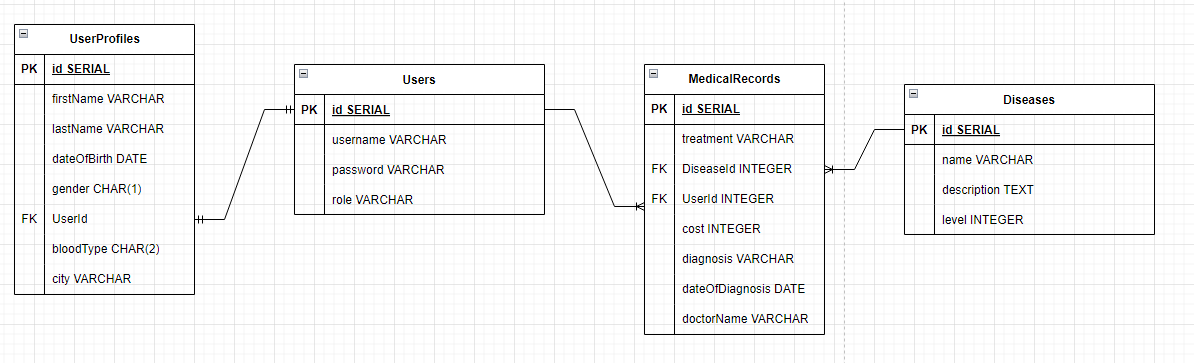 UserProfiles
PK id SERIAL
firstName VARCHAR
lastName VARCHAR
dateOfBirth DATE
gender CHAR(1)
FK UserId
bloodType CHAR(2)
city VARCHAR
Users
PK id SERIAL
username VARCHAR
password VARCHAR
role VARCHAR
MedicalRecords
PK id SERIAL
treatment VARCHAR
FK DiseaseId INTEGER
FK UserId INTEGER
cost INTEGER
diagnosis VARCHAR
dateOfDiagnosis DATE
doctorName VARCHAR
Diseases
PK id SERIAL
name VARCHAR
description TEXT
level INTEGER